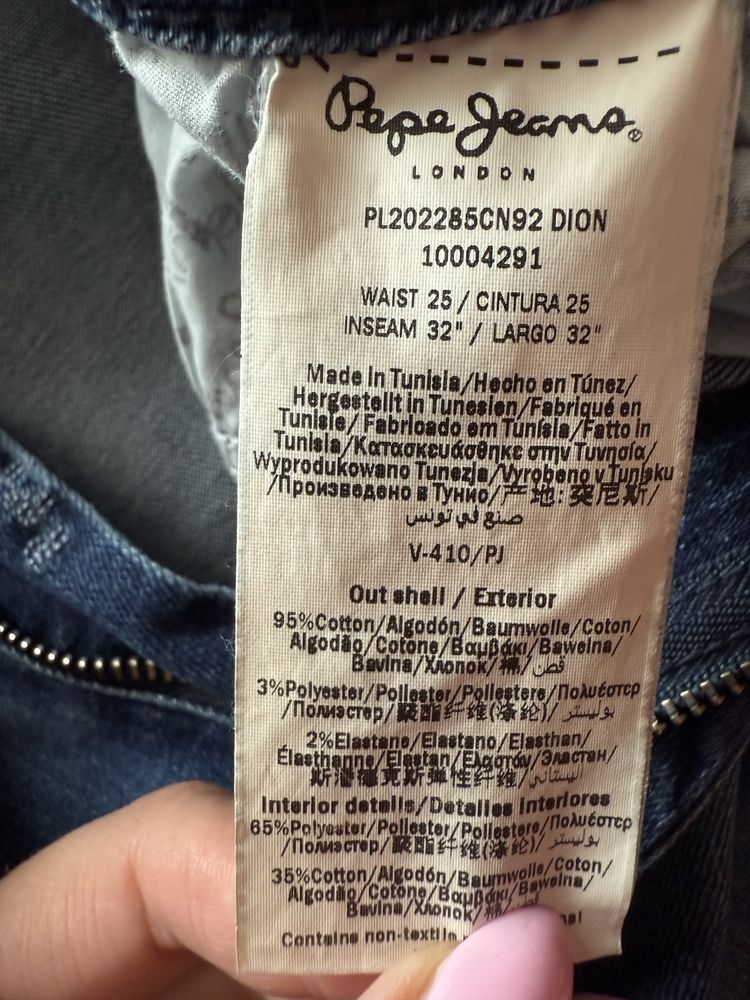 Pepe Jeans®
LONDON
PL202285CN92 DION
10004291
WAIST 25 / CINTURA 25
INSEAM 32" / LARGO 32"
Made in Tunisia/Hecho en Túnez/
Hergestellt in Tunesien/Fabriqué en
Tunisie/Fabricado em Tunísia/Fatto in
Tunisia/Κατασκευάσθηκε στην Τυνησία/
Wyprodukowano Tunezja/Vyrobeno v Tunisku
/Произведено в Тунио/产地:突尼斯/
صنع في تونس
V-410/PJ
Out shell / Exterior
95%Cotton/Algodón/Baumwolle/Coton/
Algodão/Cotone/Βαμβάκι/Bawelna/
Bavlna/Хлопок/棉/قطن
3%Polyester/Poliester/Poliestere/Πολυέστερ
/Полиэстер/聚酯纤维(涤纶)/بوليستر
2%Elastane/Elastano/Elasthan/
Élasthanne/Elastan/Ελαστάν/Эластан/
斯潘德克斯弹性纤维/اليستاني
Interior details/Detalles Interiores
65%Polyester/Poliester/Poliestere/Πολυέστερ
/Полиэстер/聚酯纤维(涤纶)/بوليستر
35%Cotton/Algodón/Baumwolle/Coton/
Algodão/Cotone/Βαμβάκι/Bawelna/
Bavlna/Хлопок/棉/قطن
Contains non-textile